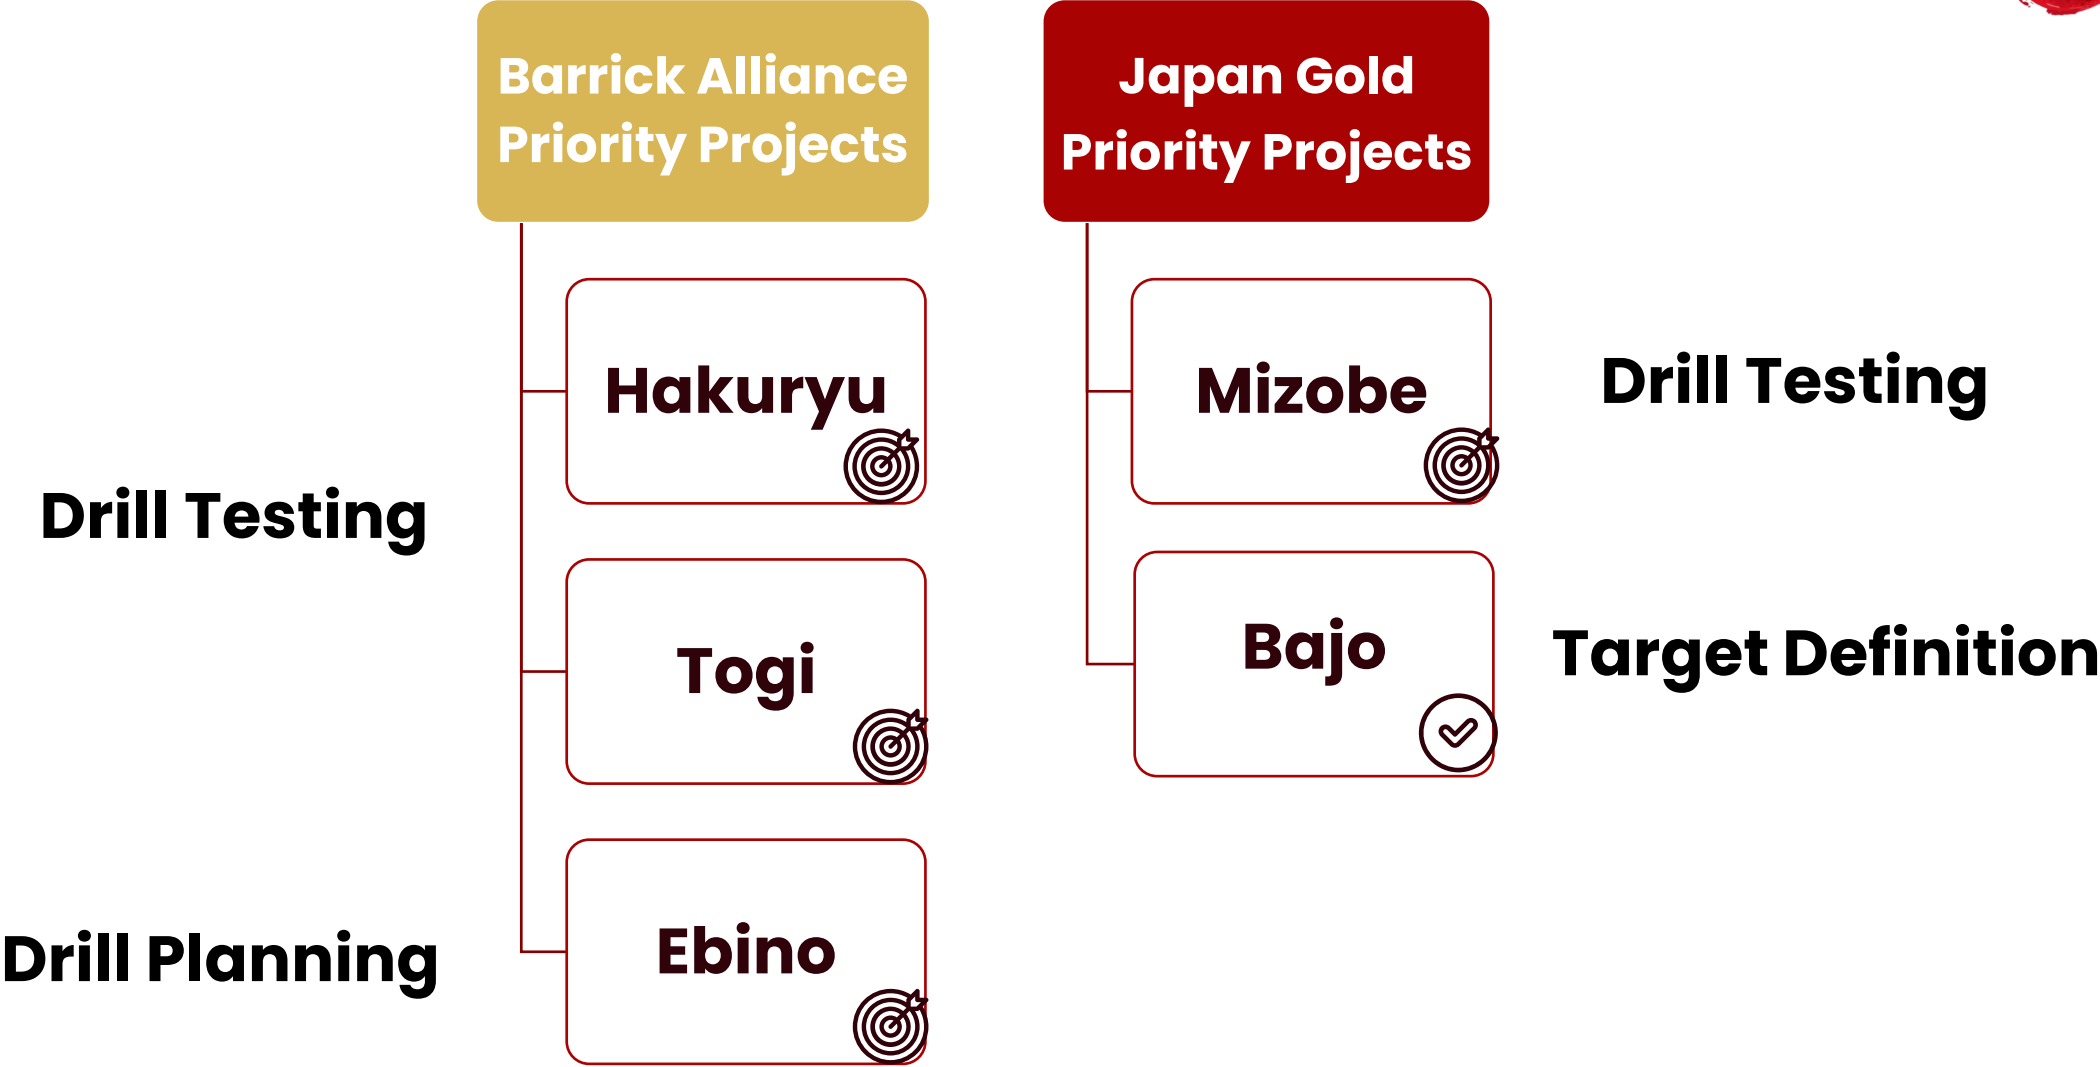 Barrick Alliance
Priority Projects
Japan Gold
Priority Projects
Hakuryu
Mizobe
Drill Testing
Drill Testing
Togi
Bajo
Target Definition
Ebino
Drill Planning